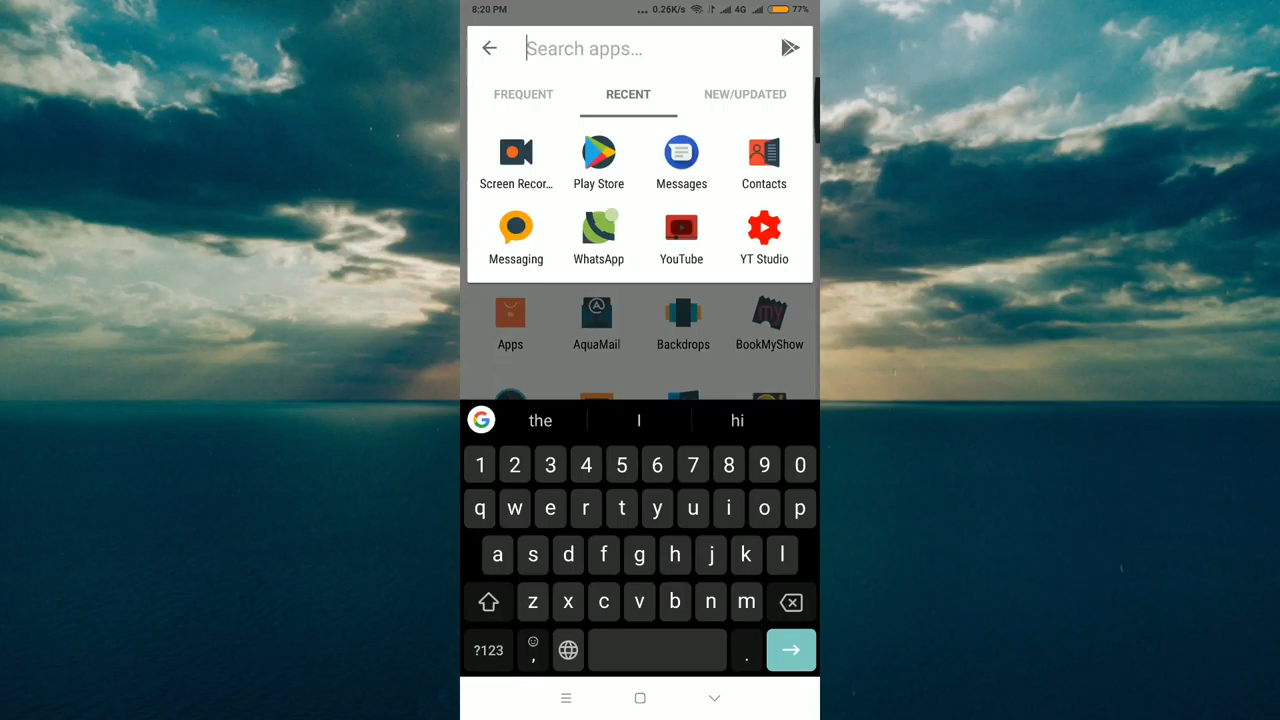 8:20 PM ... 0.26K/s 4G 77%
Search apps...
FREQUENT RECENT NEW/UPDATED
Screen Recor... Play Store Messages Contacts
Messaging WhatsApp YouTube YT Studio
my
Apps AquaMail Backdrops BookMyShow
G the I hi
1 2 3 4 5 6 7 8 9 0
q w e r t y u i o p
a s d f g h j k l
z x c v b n m
?123 , .